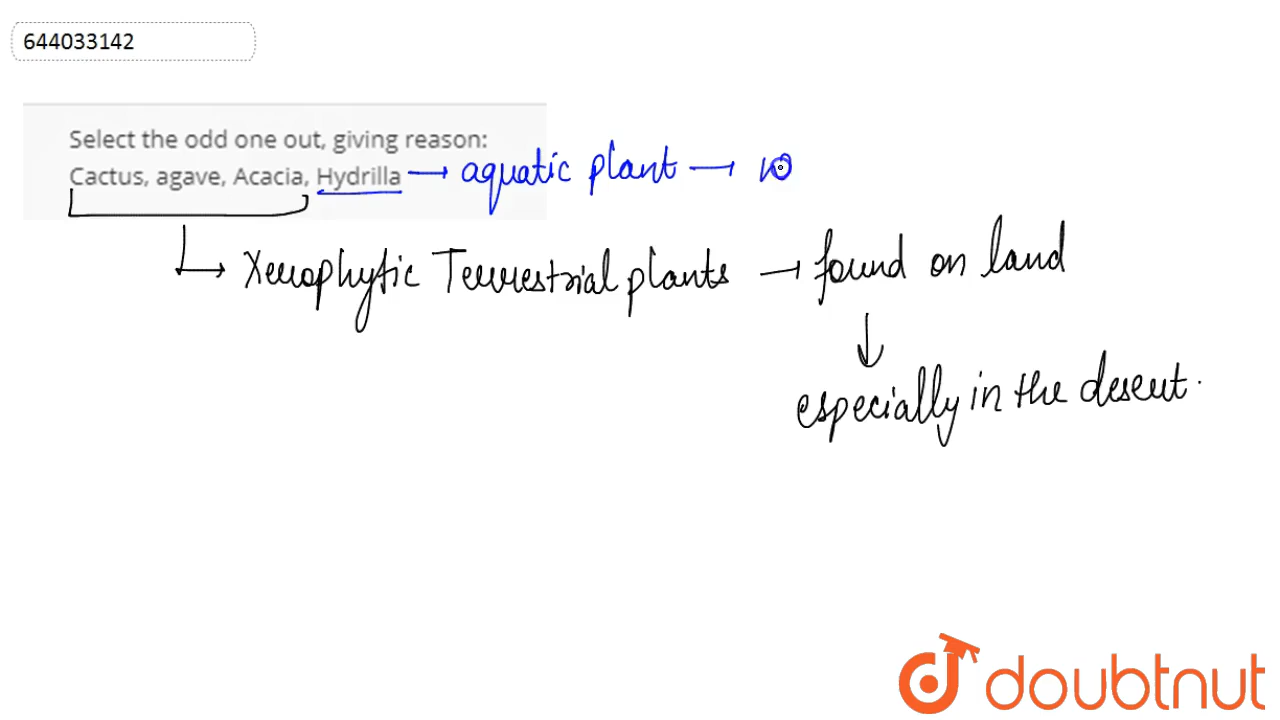 644033142
Select the odd one out, giving reason:
Cactus, agave, Acacia, Hydrilla → aquatic plant →
↳ Xerophytic Terrestrial plants → found on land
↓
especially in the desert.
doubtnut